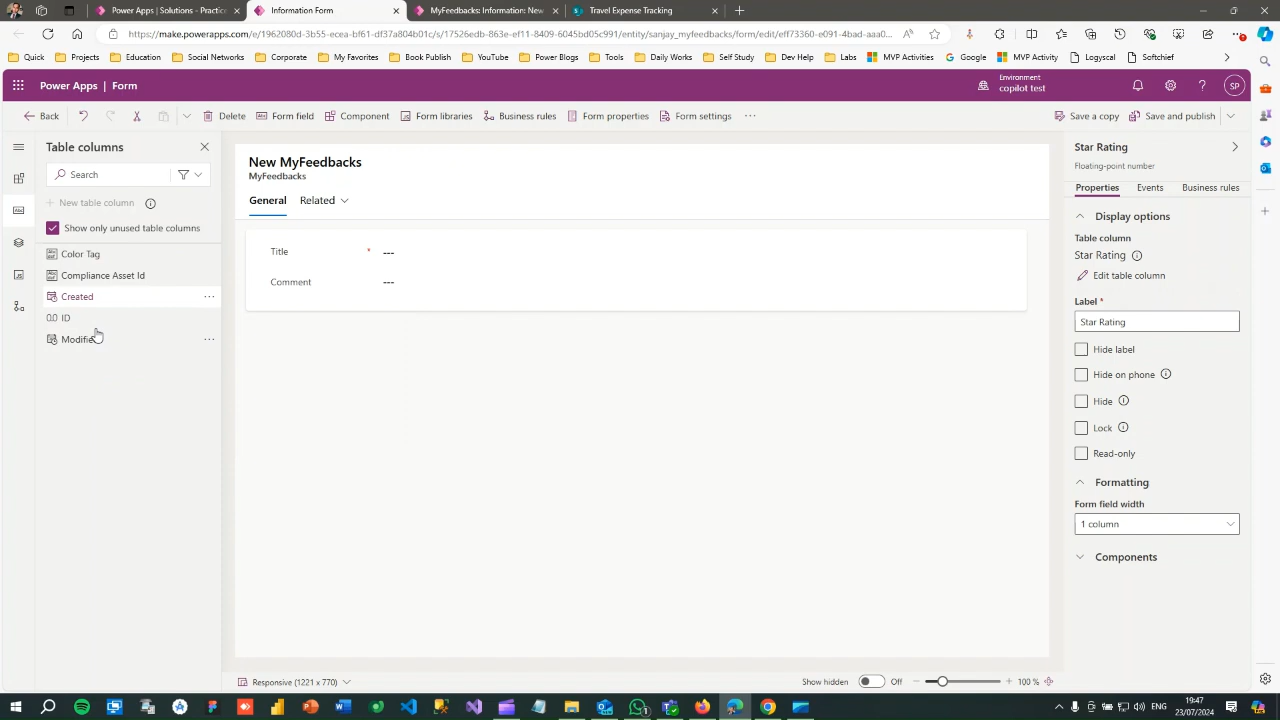 Power Apps | Solutions - Practice
Information Form
MyFeedbacks: Information: New
Travel Expense Tracking
https://make.powerapps.com/e/1962080d-3b55-ecea-bf61-df37a804b01c/s/17526edb-863e-ef11-8409-6045bd05c991/entity/sanjay_myfeedbacks/form/edit/eff73360-e091-4bad-aaa0...
Quick
Projects
Education
Social Networks
Corporate
My Favorites
Book Publish
YouTube
Power Blogs
Tools
Daily Works
Self Study
Dev Help
Labs
MVP Activities
Google
MVP Activity
Logyscal
Softchief
Power Apps | Form
Environment
copilot test
SP
Back
Delete
Form field
Component
Form libraries
Business rules
Form properties
Form settings
Save a copy
Save and publish
Table columns
Search
New table column
Show only unused table columns
Color Tag
Compliance Asset Id
Created
ID
Modifie
New MyFeedbacks
MyFeedbacks
General
Related
Title * ---
Comment ---
Star Rating
Floating-point number
Properties
Events
Business rules
Display options
Table column
Star Rating
Edit table column
Label *
Star Rating
Hide label
Hide on phone
Hide
Lock
Read-only
Formatting
Form field width
1 column
Components
Responsive (1221 x 770)
Show hidden
Off
100 %
19:47
23/07/2024